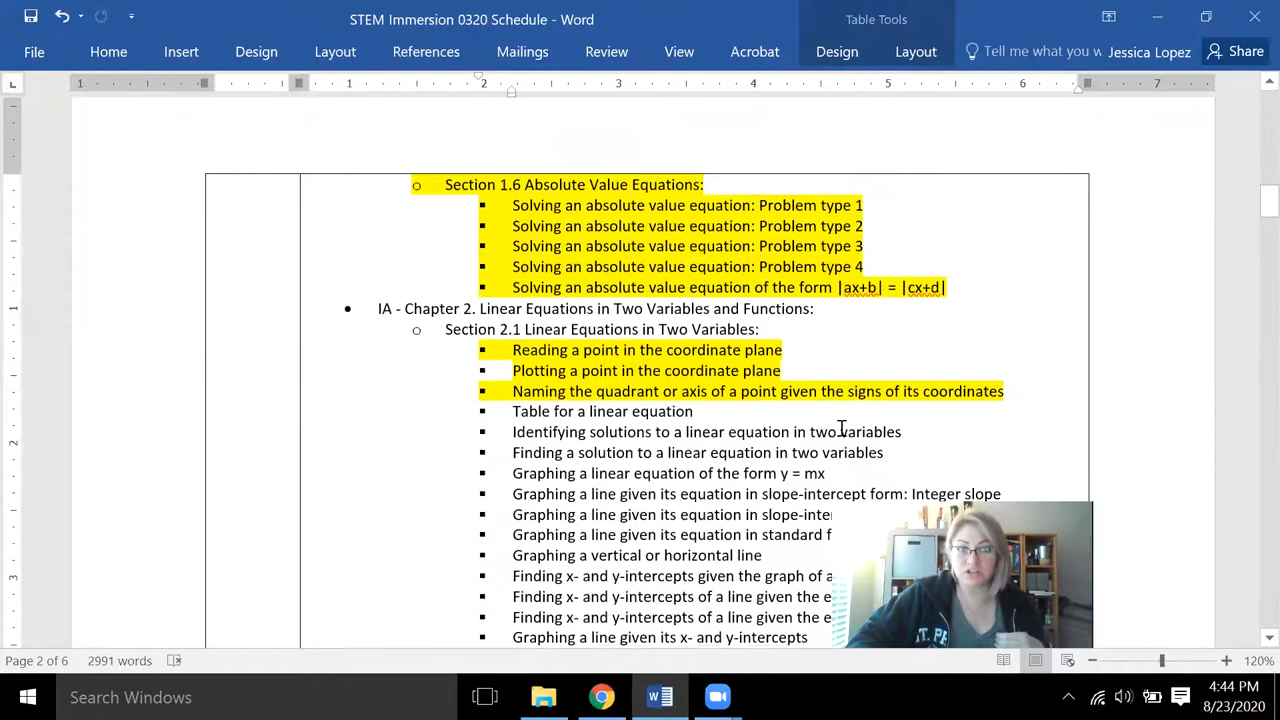 STEM Immersion 0320 Schedule - Word
Table Tools
File Home Insert Design Layout References Mailings Review View Acrobat Design Layout Tell me what you w Jessica Lopez Share
L 1 1 2 3 4 5 6 7
o Section 1.6 Absolute Value Equations:
▪ Solving an absolute value equation: Problem type 1
▪ Solving an absolute value equation: Problem type 2
▪ Solving an absolute value equation: Problem type 3
▪ Solving an absolute value equation: Problem type 4
▪ Solving an absolute value equation of the form |ax+b| = |cx+d|
• IA - Chapter 2. Linear Equations in Two Variables and Functions:
o Section 2.1 Linear Equations in Two Variables:
▪ Reading a point in the coordinate plane
▪ Plotting a point in the coordinate plane
▪ Naming the quadrant or axis of a point given the signs of its coordinates
▪ Table for a linear equation
▪ Identifying solutions to a linear equation in two variables
▪ Finding a solution to a linear equation in two variables
▪ Graphing a linear equation of the form y = mx
▪ Graphing a line given its equation in slope-intercept form: Integer slope
▪ Graphing a line given its equation in slope-inte
▪ Graphing a line given its equation in standard f
▪ Graphing a vertical or horizontal line
▪ Finding x- and y-intercepts given the graph of a
▪ Finding x- and y-intercepts of a line given the e
▪ Finding x- and y-intercepts of a line given the e
▪ Graphing a line given its x- and y-intercepts
1
2
3
Page 2 of 6 2991 words 120%
Search Windows
4:44 PM
8/23/2020